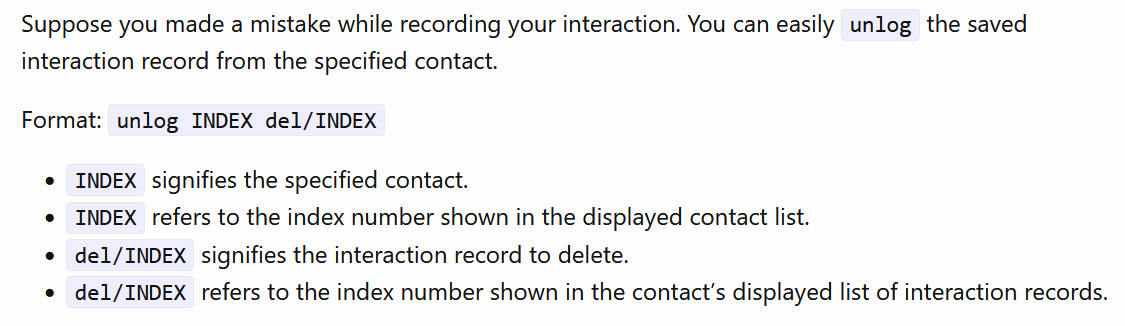 Suppose you made a mistake while recording your interaction. You can easily unlog the saved
interaction record from the specified contact.
Format: unlog INDEX del/INDEX
• INDEX signifies the specified contact.
• INDEX refers to the index number shown in the displayed contact list.
• del/INDEX signifies the interaction record to delete.
• del/INDEX refers to the index number shown in the contact’s displayed list of interaction records.